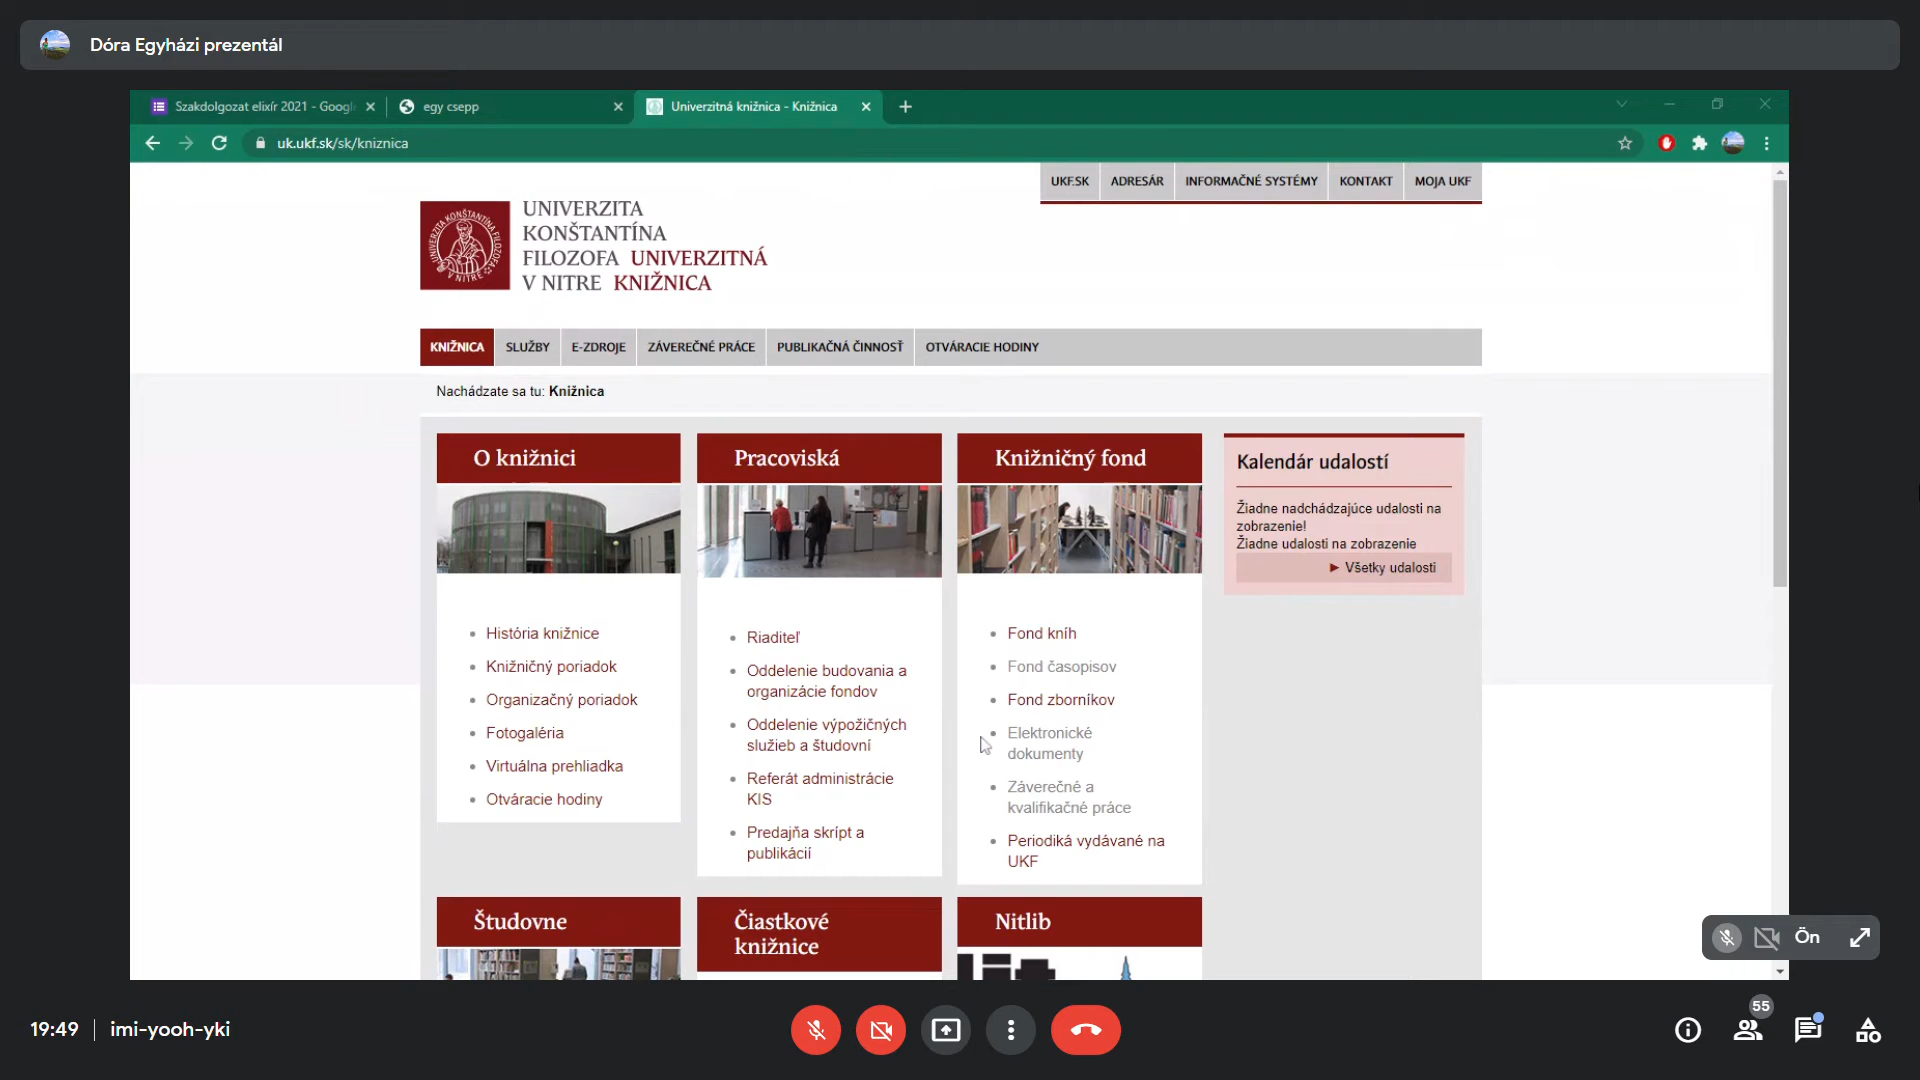 Dóra Egyházi prezentál
Szakdolgozat elixír 2021 - Googl
egy csepp
Univerzitná knižnica - Knižnica
uk.ukf.sk/sk/kniznica
UKF.SK
ADRESÁR
INFORMAČNÉ SYSTÉMY
KONTAKT
MOJA UKF
UNIVERZITA
KONŠTANTÍNA
FILOZOFA UNIVERZITNÁ
V NITRE KNIŽNICA
UNIVERZITA KONŠTANTÍNA FILOZOFA
V NITRE
KNIŽNICA
SLUŽBY
E-ZDROJE
ZÁVEREČNÉ PRÁCE
PUBLIKAČNÁ ČINNOSŤ
OTVÁRACIE HODINY
Nachádzate sa tu: Knižnica
O knižnici
História knižnice
Knižničný poriadok
Organizačný poriadok
Fotogaléria
Virtuálna prehliadka
Otváracie hodiny
Pracoviská
Riaditeľ
Oddelenie budovania a
organizácie fondov
Oddelenie výpožičných
služieb a študovní
Referát administrácie
KIS
Predajňa skrípt a
publikácií
Knižničný fond
Fond kníh
Fond časopisov
Fond zborníkov
Elektronické
dokumenty
Záverečné a
kvalifikačné práce
Periodiká vydávané na
UKF
Kalendár udalostí
Žiadne nadchádzajúce udalosti na
zobrazenie!
Žiadne udalosti na zobrazenie
Všetky udalosti
Študovne
Čiastkové
knižnice
Nitlib
Ön
19:49
imi-yooh-yki
55